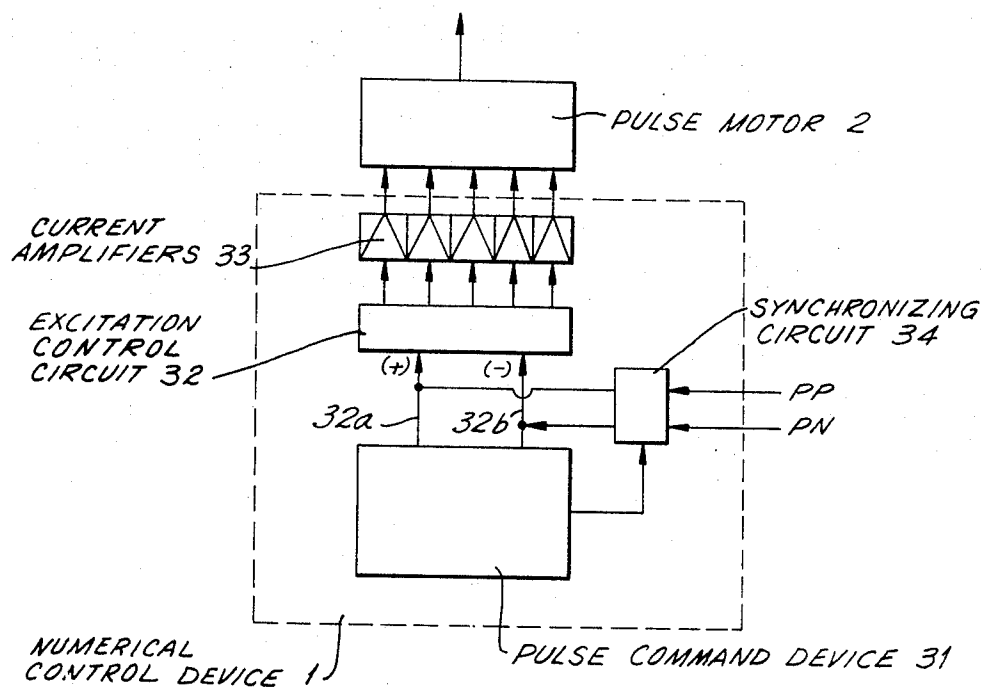 PULSE MOTOR 2
CURRENT
AMPLIFIERS 33
EXCITATION
CONTROL
CIRCUIT 32
SYNCHRONIZING
CIRCUIT 34
(+) (-)
PP
32a 32b
PN
NUMERICAL
CONTROL DEVICE 1
PULSE COMMAND DEVICE 31